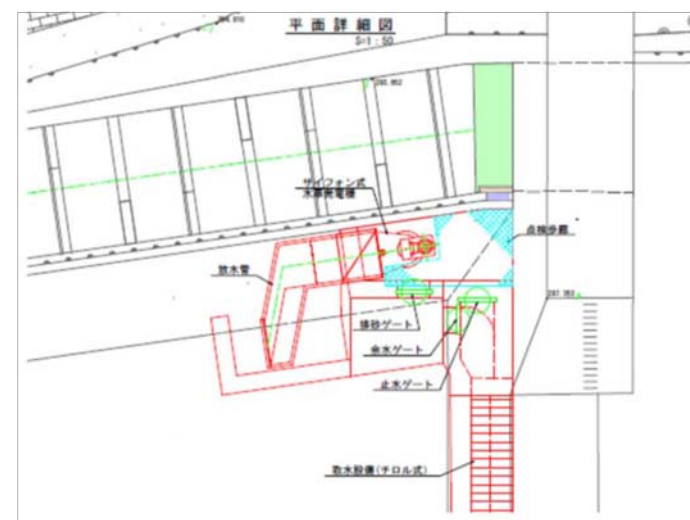 平面詳細図
S=1:50
サイフォン式
水車発電機
点検歩廊
放水管
排砂ゲート
余水ゲート
止水ゲート
取水設備(チロル式)